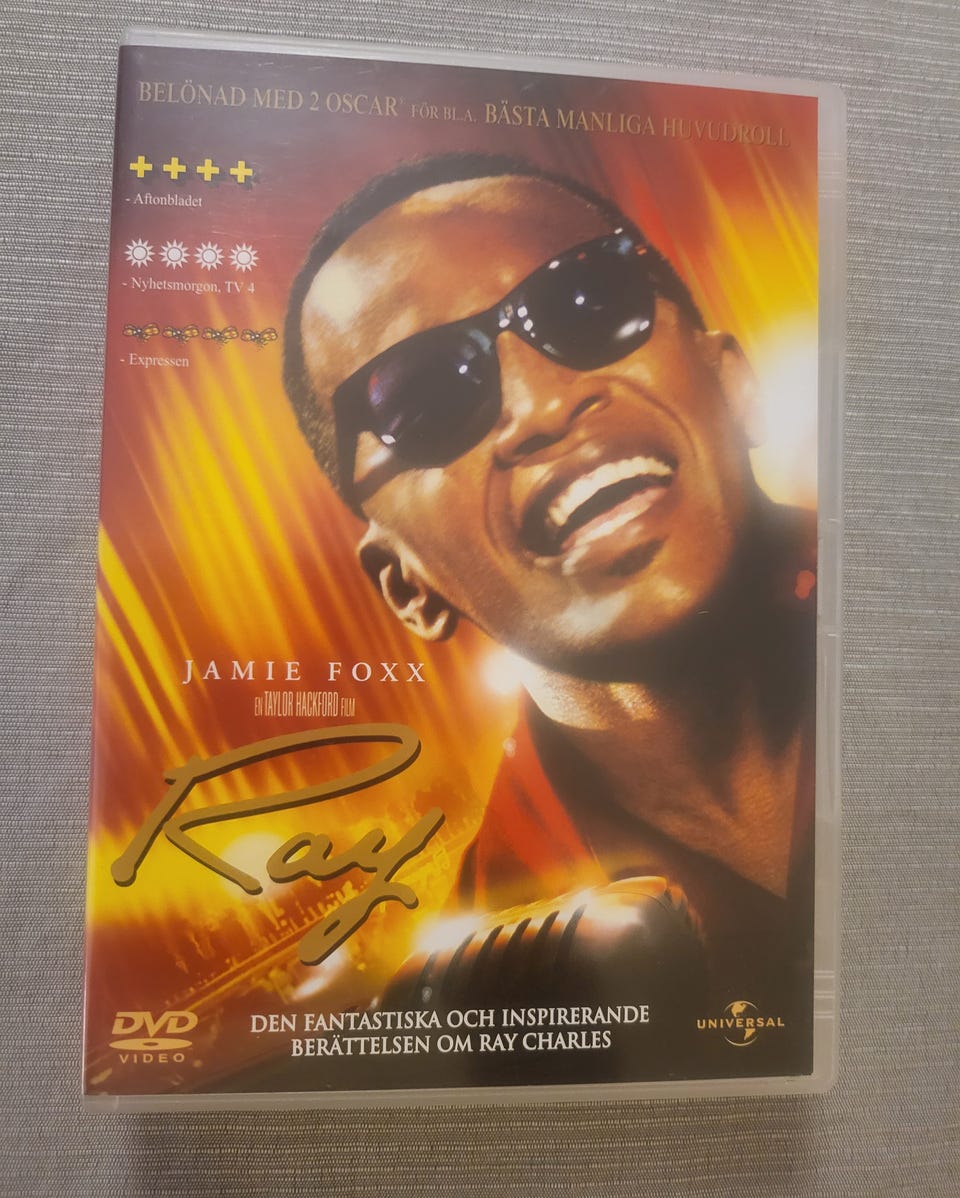 BELÖNAD MED 2 OSCAR® FÖR BL.A. BÄSTA MANLIGA HUVUDROLL
- Aftonbladet
- Nyhetsmorgon, TV 4
- Expressen
JAMIE FOXX
EN TAYLOR HACKFORD FILM
Ray
DEN FANTASTISKA OCH INSPIRERANDE
BERÄTTELSEN OM RAY CHARLES
DVD
VIDEO
UNIVERSAL